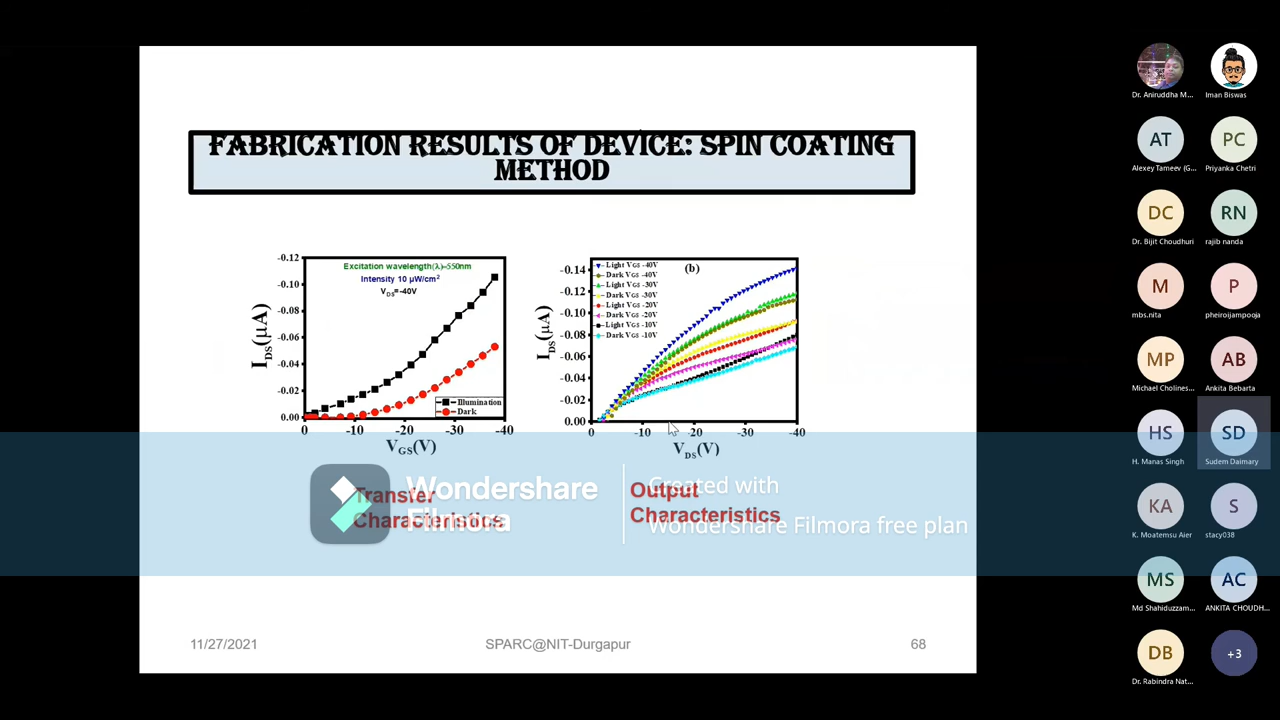 FABRICATION RESULTS OF DEVICE: SPIN COATING
METHOD
-0.12
-0.10
-0.08
-0.06
-0.04
-0.02
0.00
I_DS(μA)
Excitation wavelength(λ)-550nm
Intensity 10 μW/cm²
V_DS=-40V
Illumination
Dark
0
-10
-20
-30
-40
V_GS(V)
-0.14
-0.12
-0.10
-0.08
-0.06
-0.04
-0.02
0.00
I_DS(μA)
Light VGS -40V
Dark VGS -40V
Light VGS -30V
Dark VGS -30V
Light VGS -20V
Dark VGS -20V
Light VGS -10V
Dark VGS -10V
(b)
0
-10
-20
-30
-40
V_DS(V)
Transfer
Characteristics
Output
Characteristics
Wondershare
Filmora
Created with
Wondershare Filmora free plan
11/27/2021
SPARC@NIT-Durgapur
68
Dr. Aniruddha M...
Iman Biswas
AT
Alexey Tameev (G...
PC
Priyanka Chetri
DC
Dr. Bijit Choudhuri
RN
rajib nanda
M
mbs.nita
P
pheiroijampooja
MP
Michael Cholines...
AB
Ankita Bebarta
HS
H. Manas Singh
SD
Sudem Daimary
KA
K. Moatemsu Aier
S
stacy038
MS
Md Shahiduzzam...
AC
ANKITA CHOUDH...
DB
Dr. Rabindra Nat...
+3